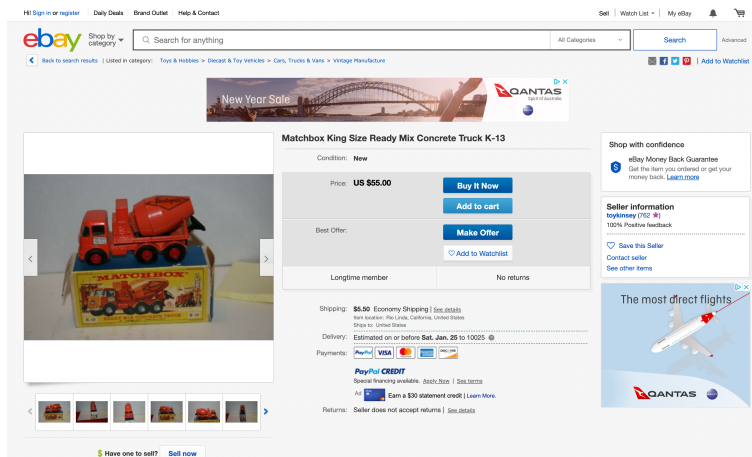 Hi! Sign in or register Daily Deals Brand Outlet Help & Contact
Sell Watch List My eBay
ebay
Shop by
category
Search for anything
All Categories
Search
Advanced
Back to search results | Listed in category: Toys & Hobbies > Diecast & Toy Vehicles > Cars, Trucks & Vans > Vintage Manufacture
| Add to Watchlist
New Year Sale
QANTAS
Spirit of Australia
Matchbox King Size Ready Mix Concrete Truck K-13
Condition: New
Price: US $55.00
Buy It Now
Add to cart
Best Offer:
Make Offer
Add to Watchlist
Longtime member
No returns
Shipping: $5.50 Economy Shipping | See details
Item location: Rio Linda, California, United States
Ships to: United States
Delivery: Estimated on or before Sat. Jan. 25 to 10025
Payments: PayPal VISA
PayPal CREDIT
Special financing available. Apply Now | See terms
Ad Earn a $30 statement credit | Learn More.
Returns: Seller does not accept returns | See details
MATCHBOX
$ Have one to sell? Sell now
Shop with confidence
eBay Money Back Guarantee
Get the item you ordered or get your
money back. Learn more
Seller information
toykinsey (762)
100% Positive feedback
Save this Seller
Contact seller
See other items
The most direct flights
QANTAS